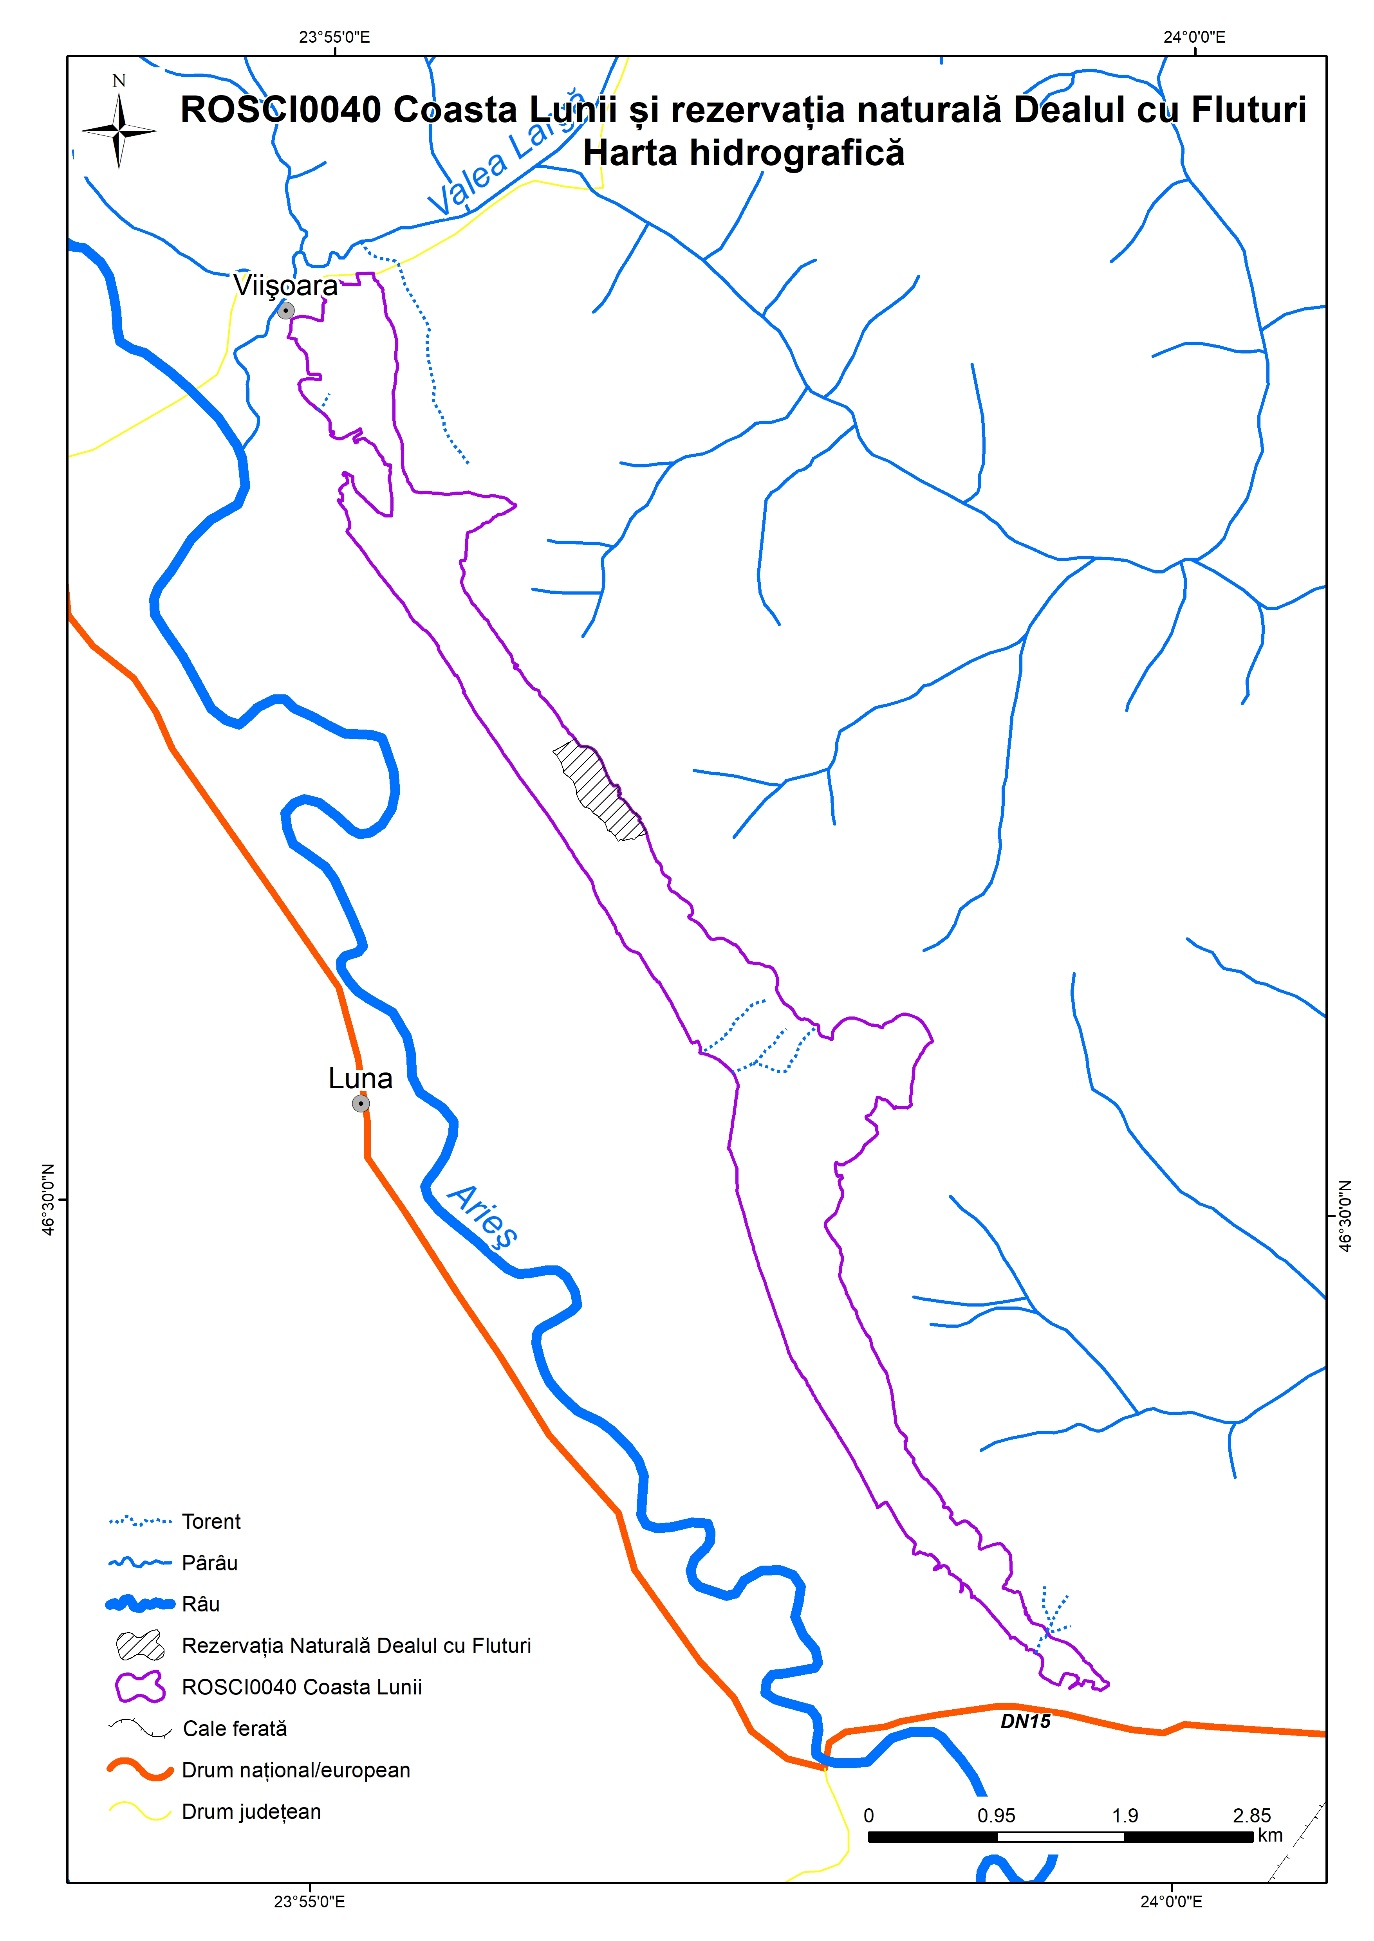 23°55'0"E
24°0'0"E
N
ROSCI0040 Coasta Lunii și rezervația naturală Dealul cu Fluturi
Harta hidrografică
Valea Largă
Viişoara
Luna
46°30'0"N
46°30'0"N
Arieş
Torent
Pârâu
Râu
Rezervația Naturală Dealul cu Fluturi
ROSCI0040 Coasta Lunii
Cale ferată
Drum național/european
Drum județean
DN15
0 0.95 1.9 2.85
km
23°55'0"E
24°0'0"E